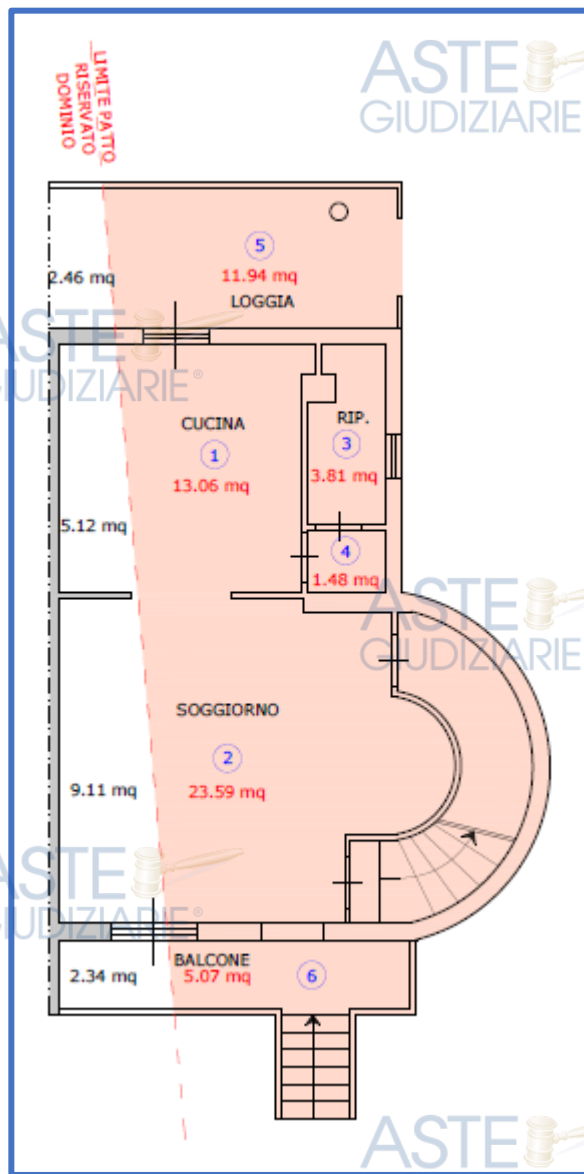 ASTE
GIUDIZIARIE
LIMITE PATTO
RISERVATO
DOMINIO
2.46 mq
5
11.94 mq
LOGGIA
ASTE
GIUDIZIARIE®
CUCINA
1
13.06 mq
RIP.
3
3.81 mq
5.12 mq
4
1.48 mq
ASTE
GIUDIZIARIE
SOGGIORNO
2
23.59 mq
9.11 mq
ASTE
GIUDIZIARIE®
BALCONE
2.34 mq
5.07 mq
6
ASTE